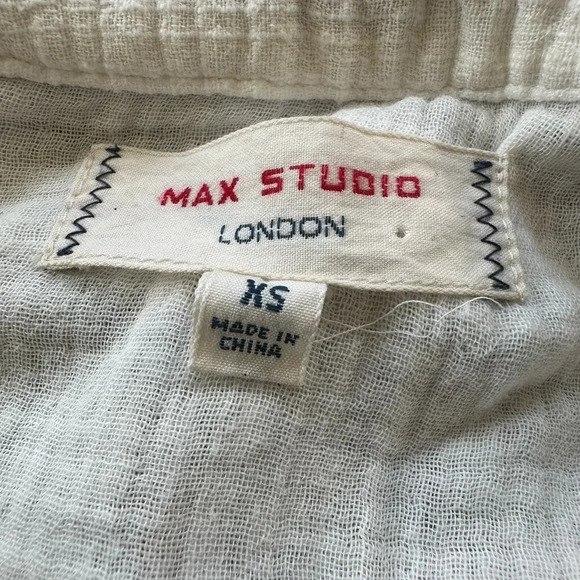 MAX STUDIO
LONDON
XS
MADE IN
CHINA